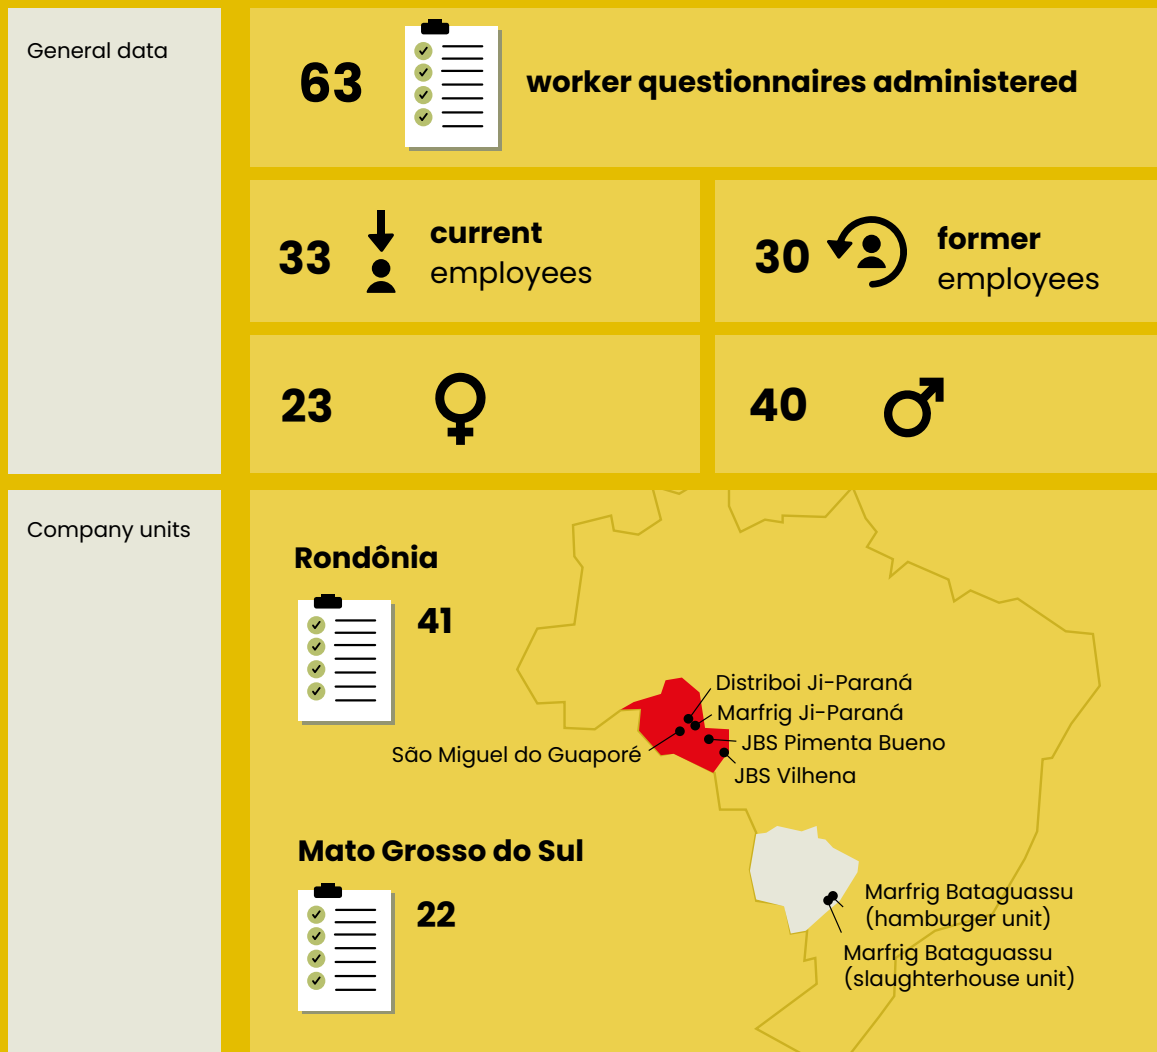 General data
63
worker questionnaires administered
33
current
employees
30
former
employees
23
40
Company units
Rondônia
41
Distriboi Ji-Paraná
Marfrig Ji-Paraná
JBS Pimenta Bueno
São Miguel do Guaporé
JBS Vilhena
Mato Grosso do Sul
22
Marfrig Bataguassu
(hamburger unit)
Marfrig Bataguassu
(slaughterhouse unit)